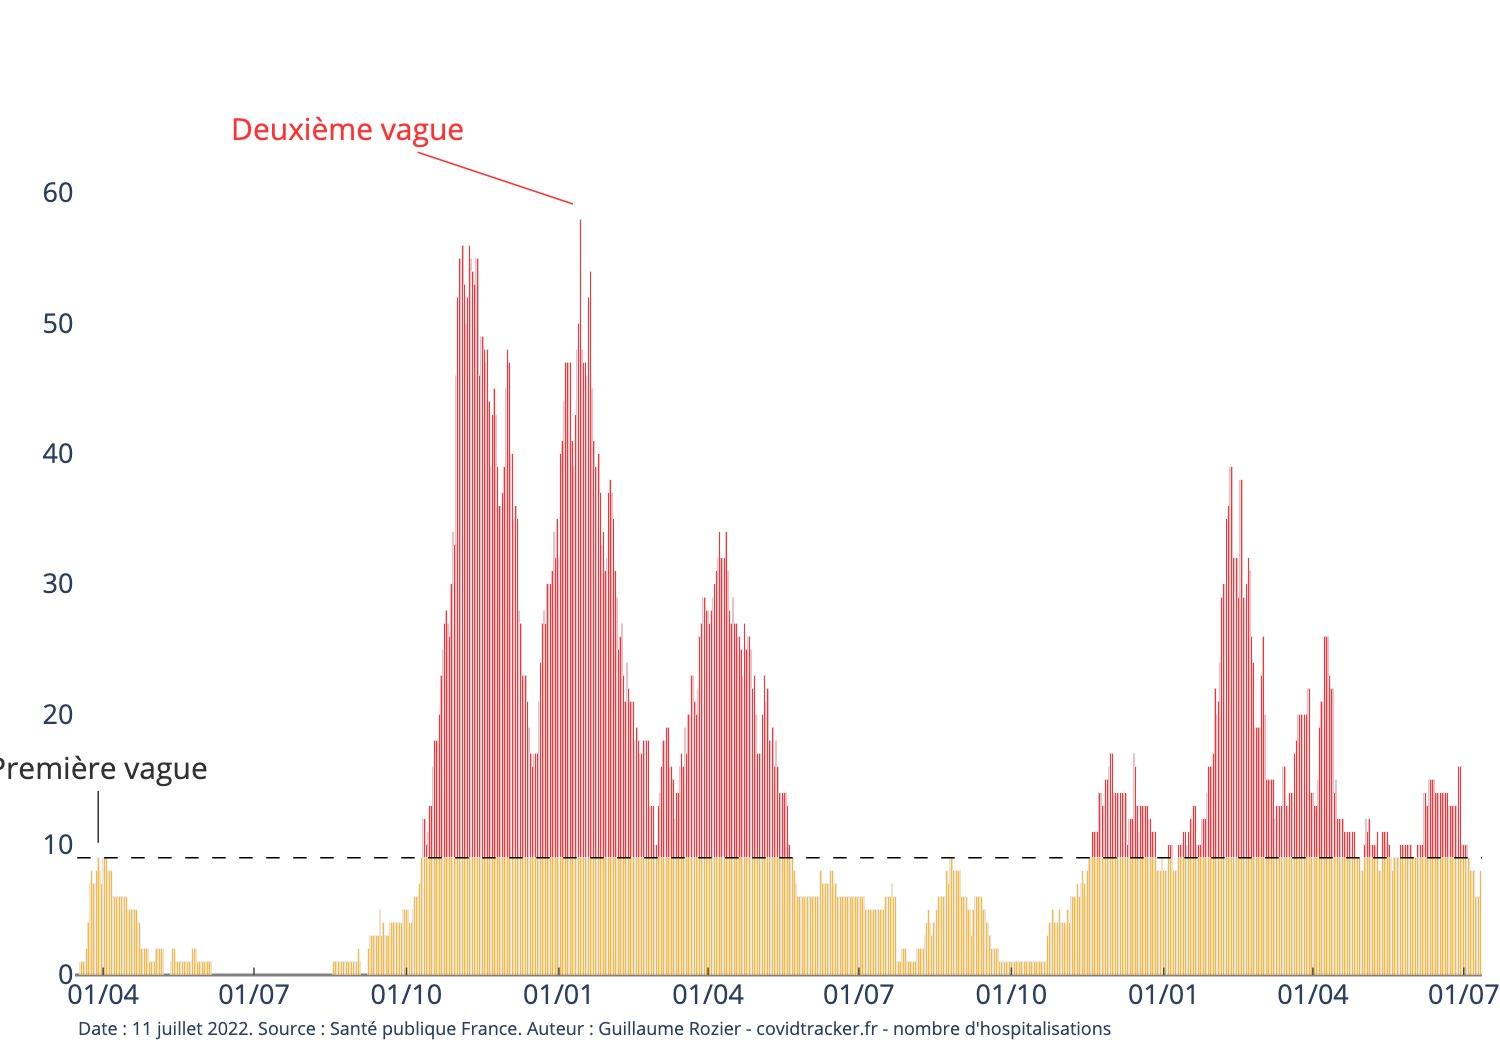 Deuxième vague
60
50
40
30
20
Première vague
10
0
01/04 01/07 01/10 01/01 01/04 01/07 01/10 01/01 01/04 01/07
Date : 11 juillet 2022. Source : Santé publique France. Auteur : Guillaume Rozier - covidtracker.fr - nombre d'hospitalisations